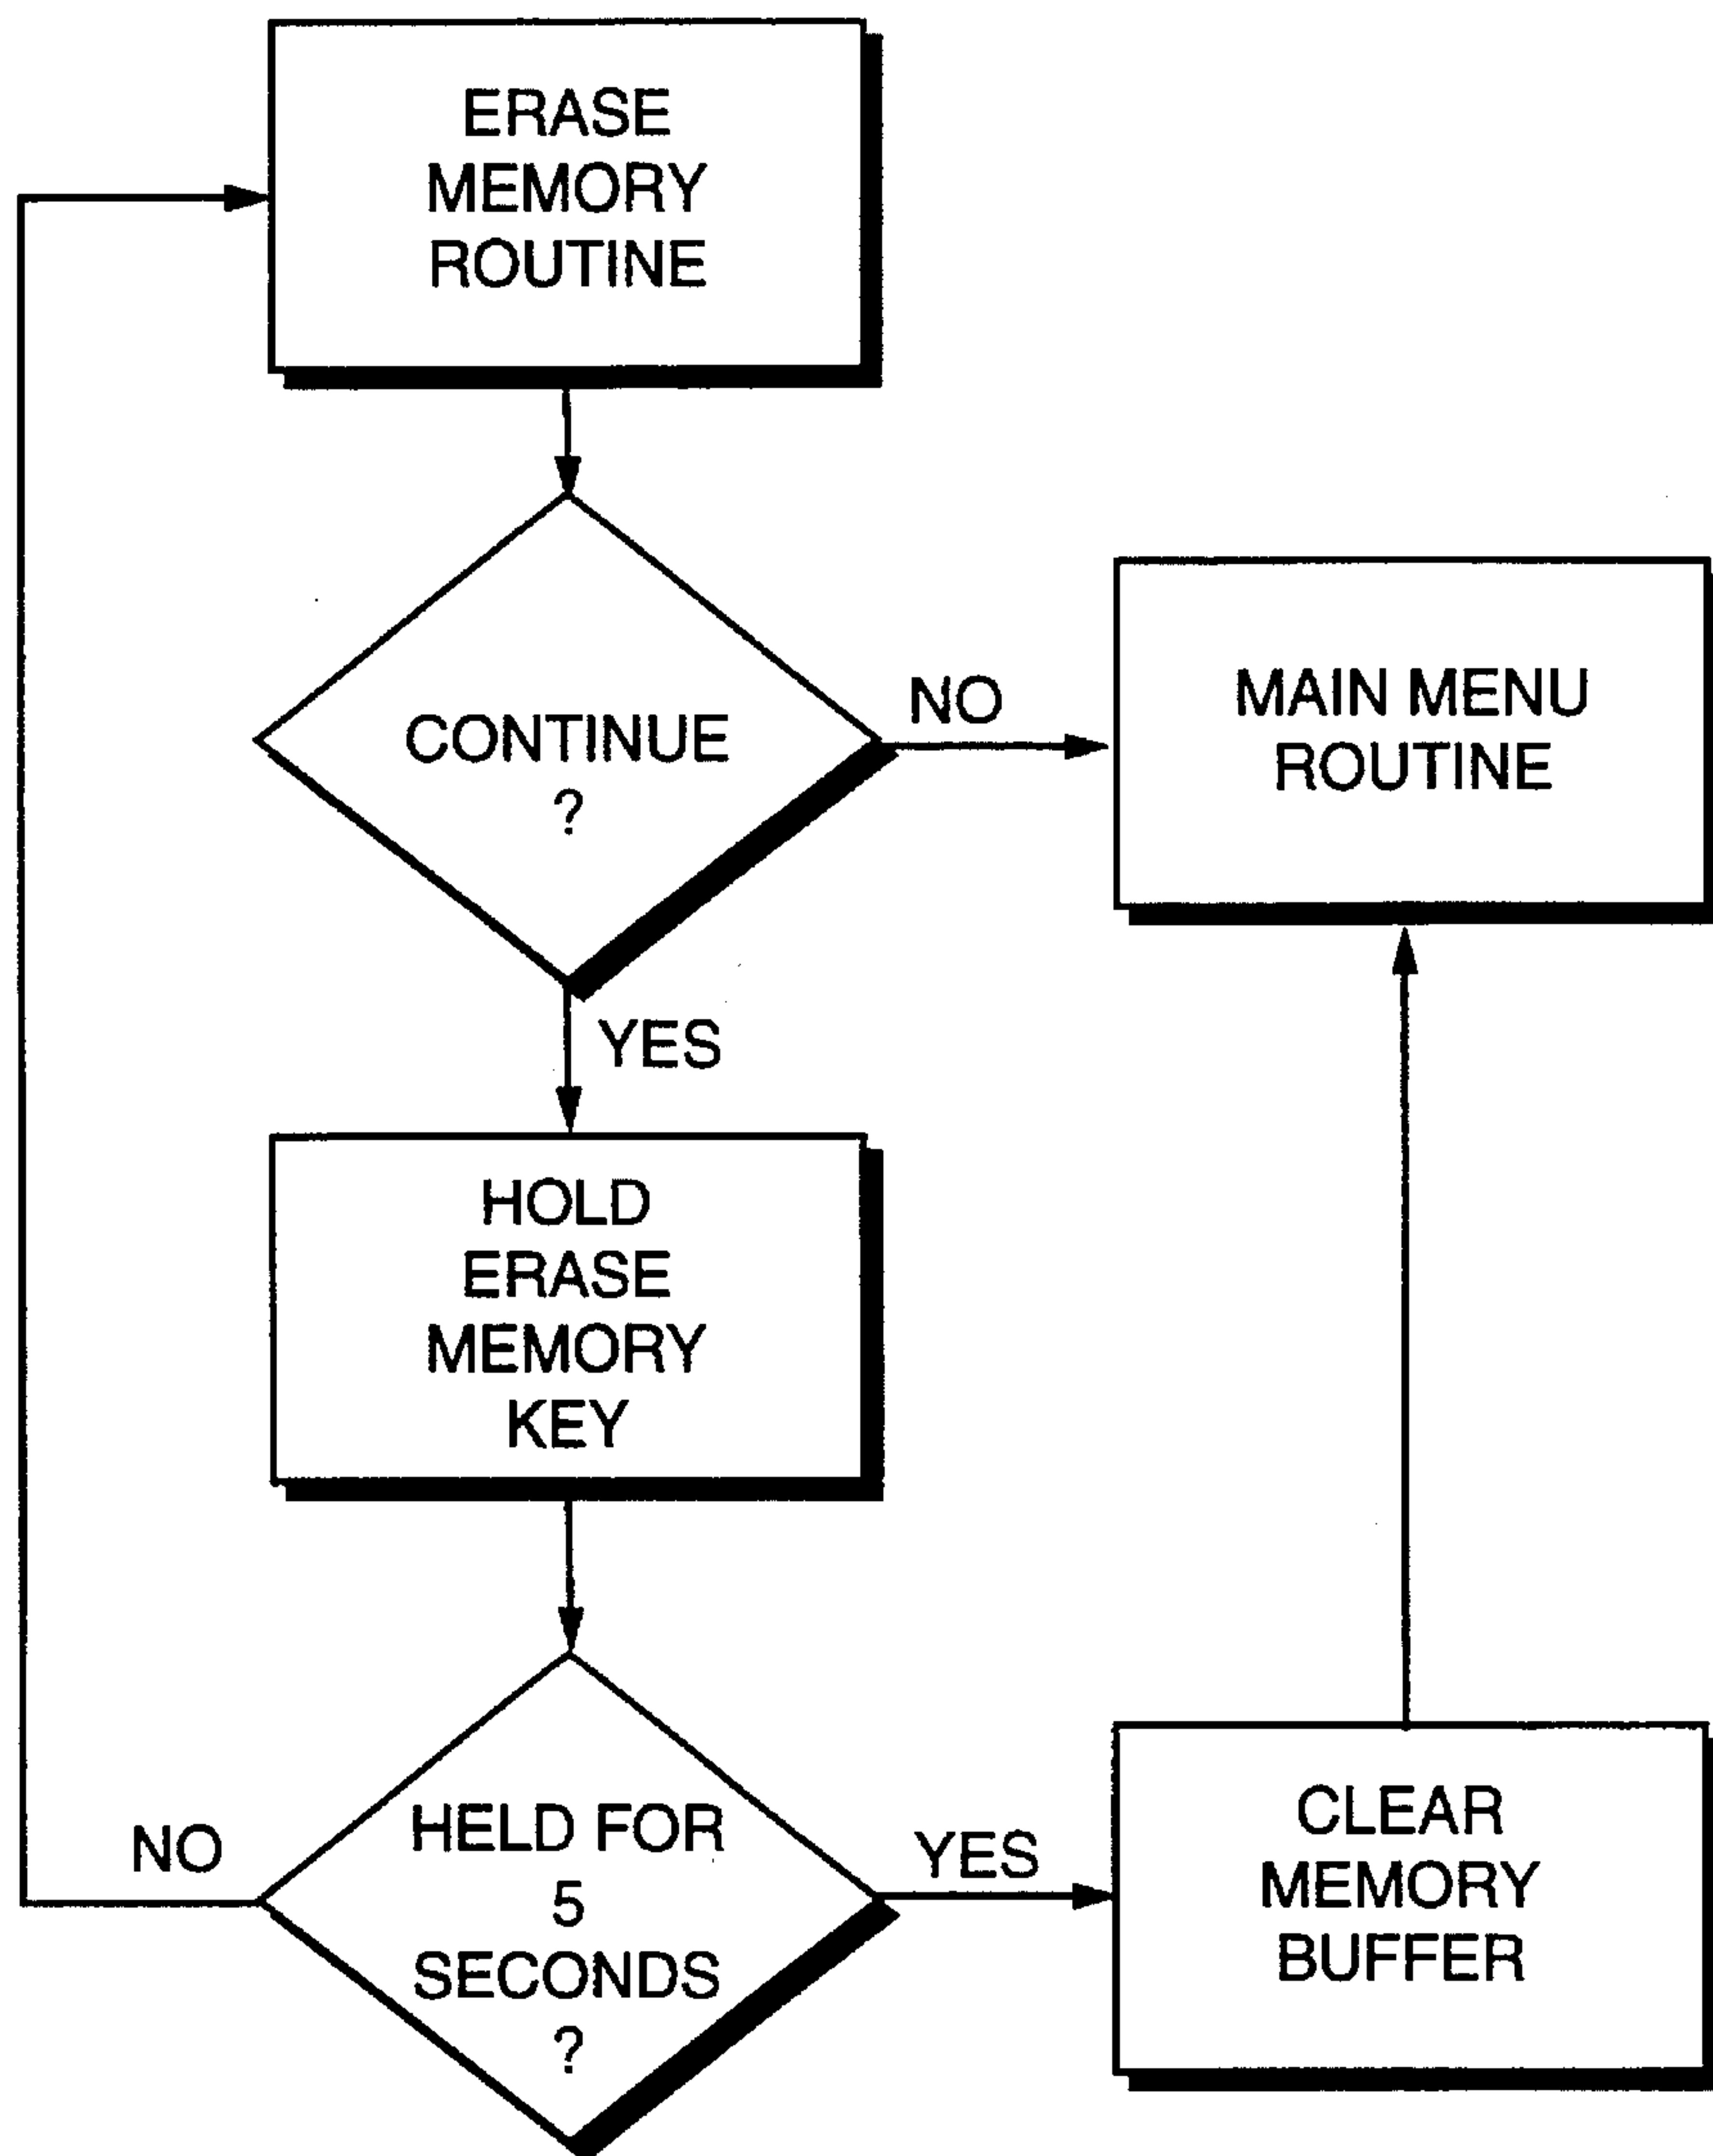 ERASE
MEMORY
ROUTINE
CONTINUE
?
NO
MAIN MENU
ROUTINE
YES
HOLD
ERASE
MEMORY
KEY
HELD FOR
5
SECONDS
?
NO
YES
CLEAR
MEMORY
BUFFER